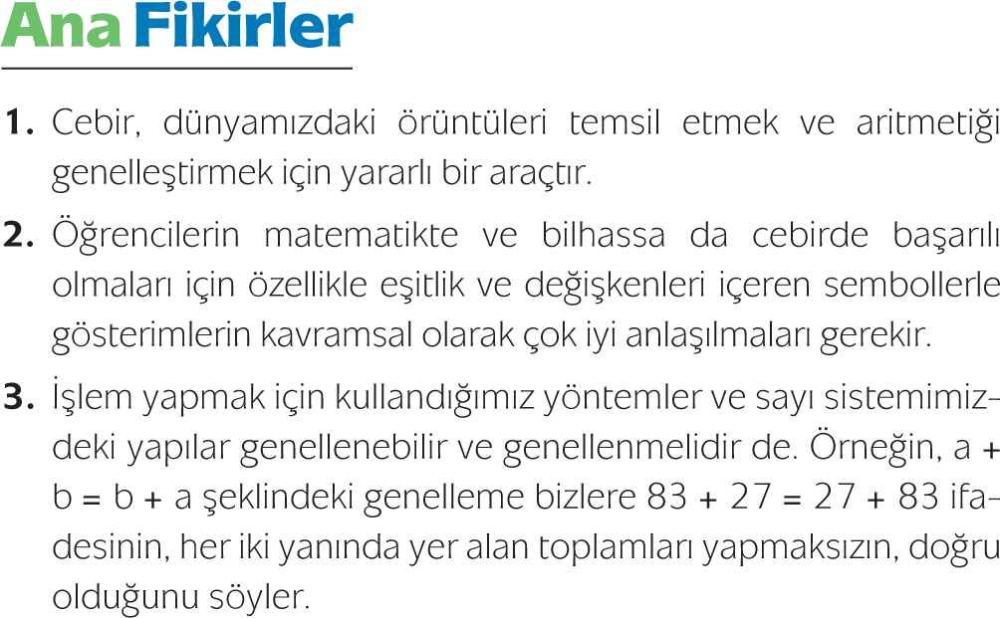 Ana Fikirler
1. Cebir, dünyamızdaki örüntüleri temsil etmek ve aritmetiği
genelleştirmek için yararlı bir araçtır.
2. Öğrencilerin matematikte ve bilhassa da cebirde başarılı
olmaları için özellikle eşitlik ve değişkenleri içeren sembollerle
gösterimlerin kavramsal olarak çok iyi anlaşılmaları gerekir.
3. İşlem yapmak için kullandığımız yöntemler ve sayı sistemimiz-
deki yapılar genellenebilir ve genellenmelidir de. Örneğin, a +
b = b + a şeklindeki genelleme bizlere 83 + 27 = 27 + 83 ifa-
desinin, her iki yanında yer alan toplamları yapmaksızın, doğru
olduğunu söyler.